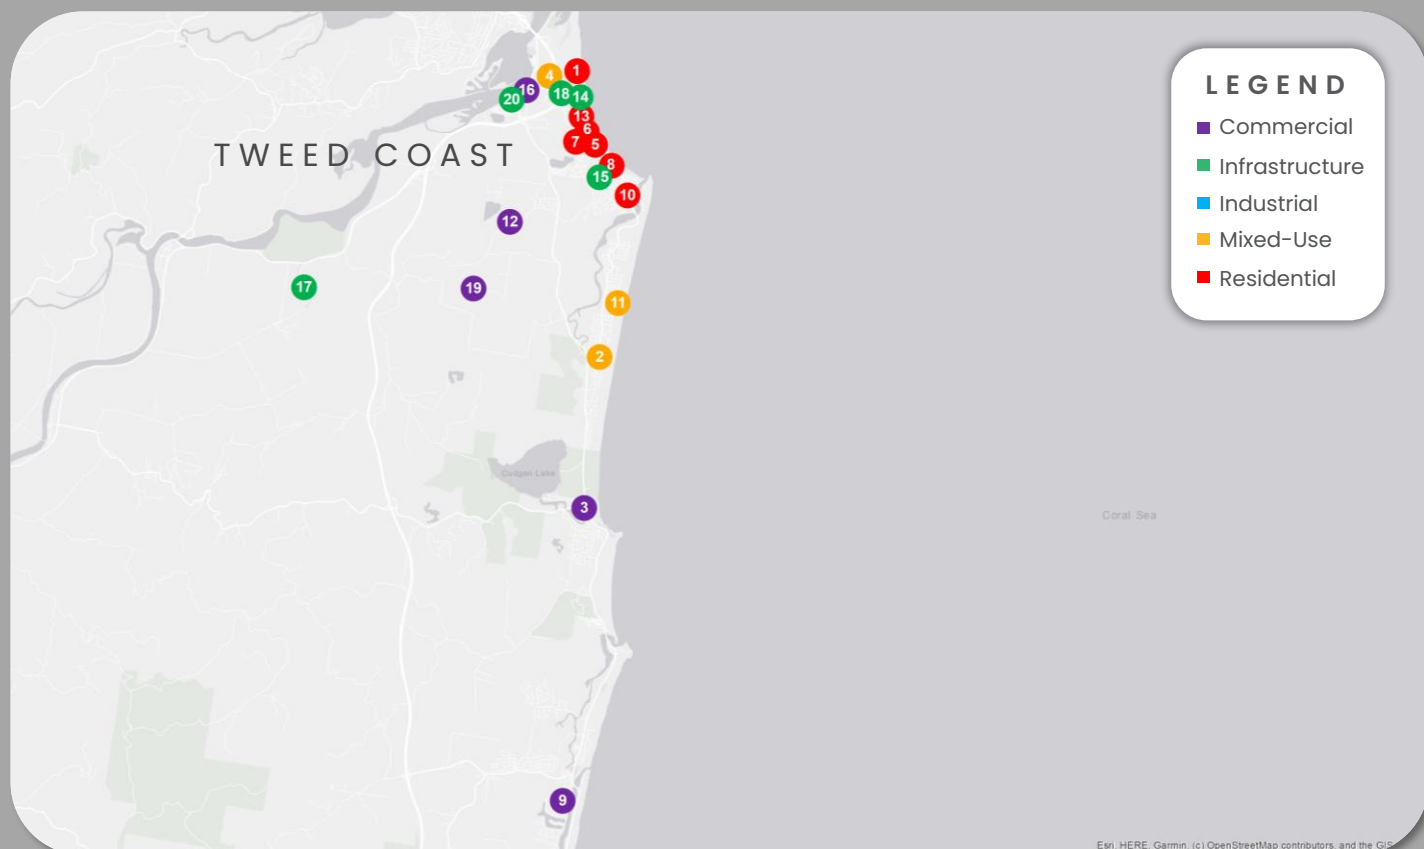 LEGEND
Commercial
Infrastructure
Industrial
Mixed-Use
Residential
TWEED COAST
1
4
16
18
14
20
13
6
7
5
8
15
10
12
17
19
11
2
Cudgen Lake
3
Coral Sea
9
Esri, HERE, Garmin, (c) OpenStreetMap contributors, and the GIS